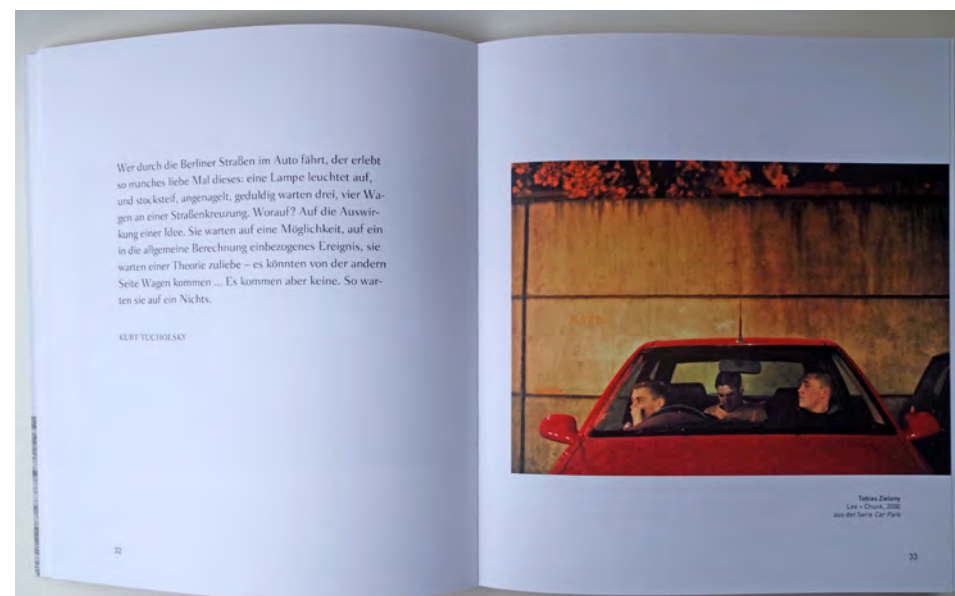 Wer durch die Berliner Straßen im Auto fährt, der erlebt
so manches liebe Mal dieses: eine Lampe leuchtet auf,
und stocksteif, angenagelt, geduldig warten drei, vier Wa-
gen an einer Straßenkreuzung. Worauf? Auf die Auswir-
kung einer Idee. Sie warten auf eine Möglichkeit, auf ein
in die allgemeine Berechnung einbezogenes Ereignis, sie
warten einer Theorie zuliebe – es könnten von der andern
Seite Wagen kommen ... Es kommen aber keine. So war-
ten sie auf ein Nichts.
KURT TUCHOLSKY
32
Tobias Zielony
Lee + Chunk, 2000
aus der Serie Car Park
33